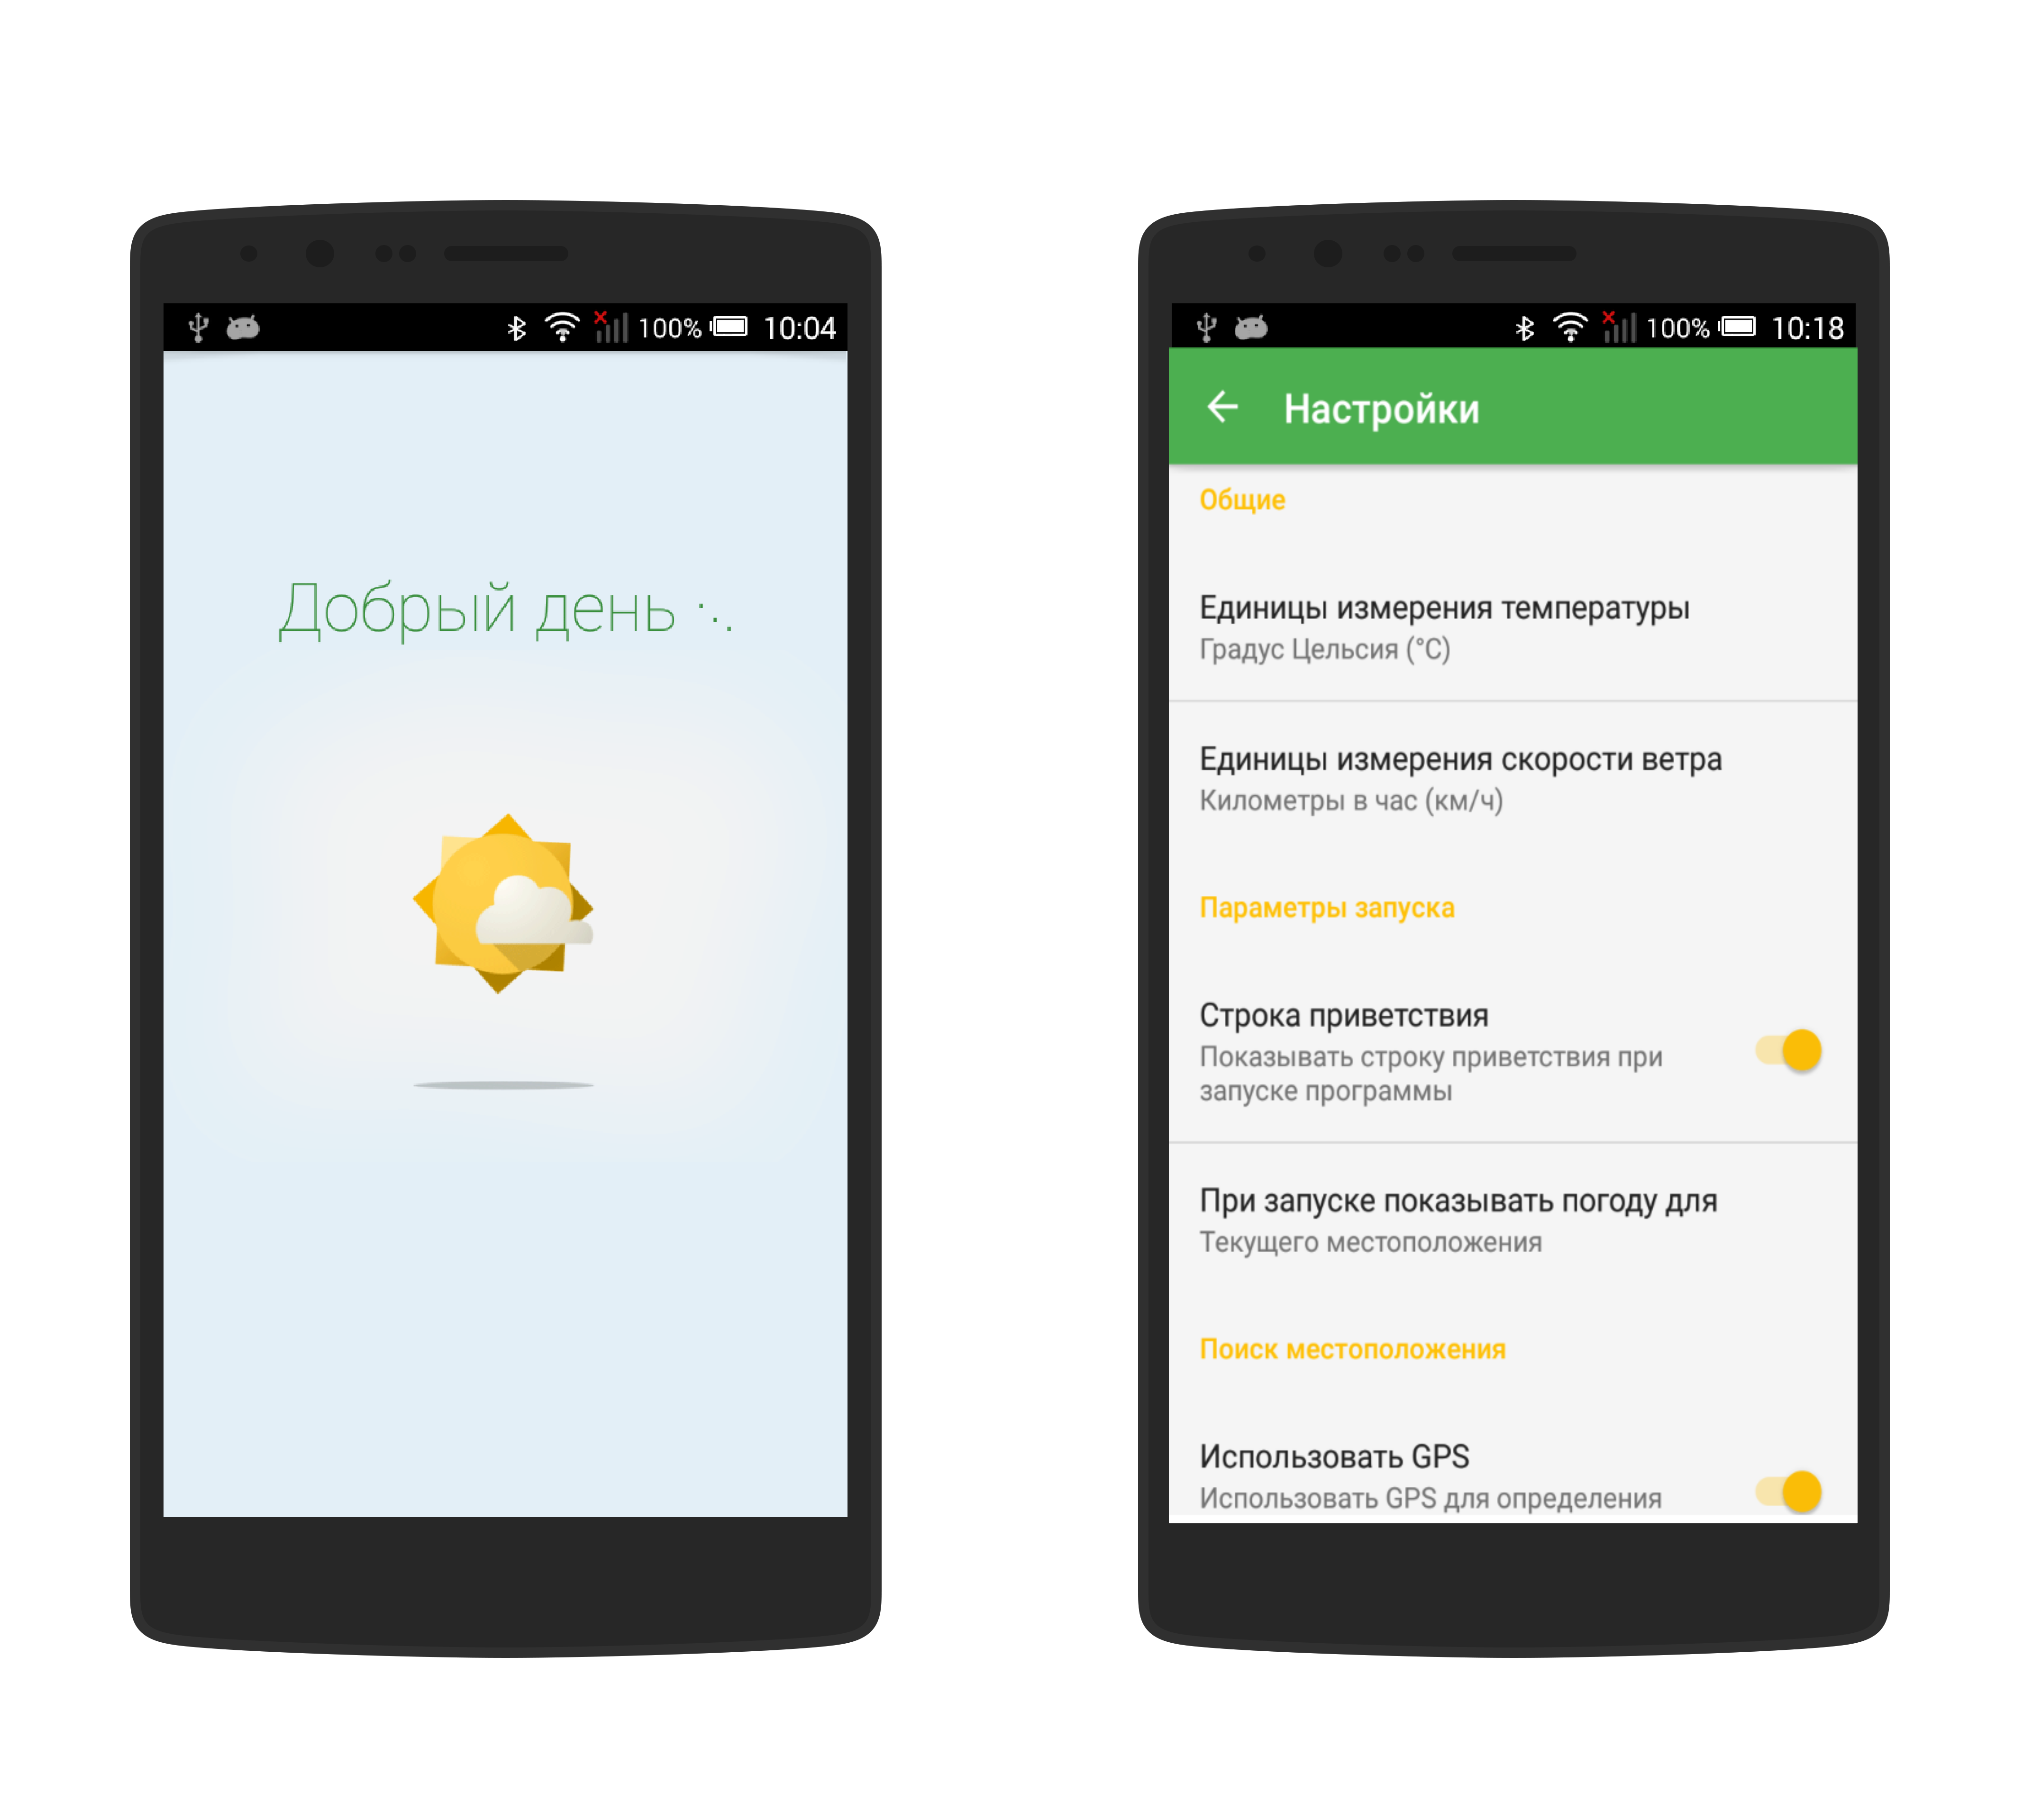 100% 10:04
Добрый день ·.
100% 10:18
Настройки
Общие
Единицы измерения температуры
Градус Цельсия (°C)
Единицы измерения скорости ветра
Километры в час (км/ч)
Параметры запуска
Строка приветствия
Показывать строку приветствия при
запуске программы
При запуске показывать погоду для
Текущего местоположения
Поиск местоположения
Использовать GPS
Использовать GPS для определения